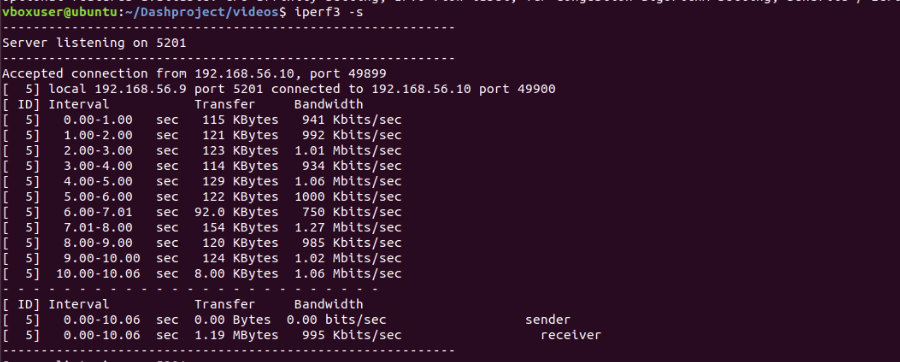 vboxuser@ubuntu:~/Dashproject/videos$ iperf3 -s
-----------------------------------------------------------
Server listening on 5201
-----------------------------------------------------------
Accepted connection from 192.168.56.10, port 49899
[  5] local 192.168.56.9 port 5201 connected to 192.168.56.10 port 49900
[ ID] Interval           Transfer     Bandwidth
[  5]   0.00-1.00   sec   115 KBytes   941 Kbits/sec
[  5]   1.00-2.00   sec   121 KBytes   992 Kbits/sec
[  5]   2.00-3.00   sec   123 KBytes  1.01 Mbits/sec
[  5]   3.00-4.00   sec   114 KBytes   934 Kbits/sec
[  5]   4.00-5.00   sec   129 KBytes  1.06 Mbits/sec
[  5]   5.00-6.00   sec   122 KBytes  1000 Kbits/sec
[  5]   6.00-7.01   sec  92.0 KBytes   750 Kbits/sec
[  5]   7.01-8.00   sec   154 KBytes  1.27 Mbits/sec
[  5]   8.00-9.00   sec   120 KBytes   985 Kbits/sec
[  5]   9.00-10.00  sec   124 KBytes  1.02 Mbits/sec
[  5]  10.00-10.06  sec  8.00 KBytes  1.06 Mbits/sec
- - - - - - - - - - - - - - - - - - - - - - - - -
[ ID] Interval           Transfer     Bandwidth
[  5]   0.00-10.06  sec  0.00 Bytes  0.00 bits/sec                  sender
[  5]   0.00-10.06  sec  1.19 MBytes   995 Kbits/sec                  receiver
-----------------------------------------------------------